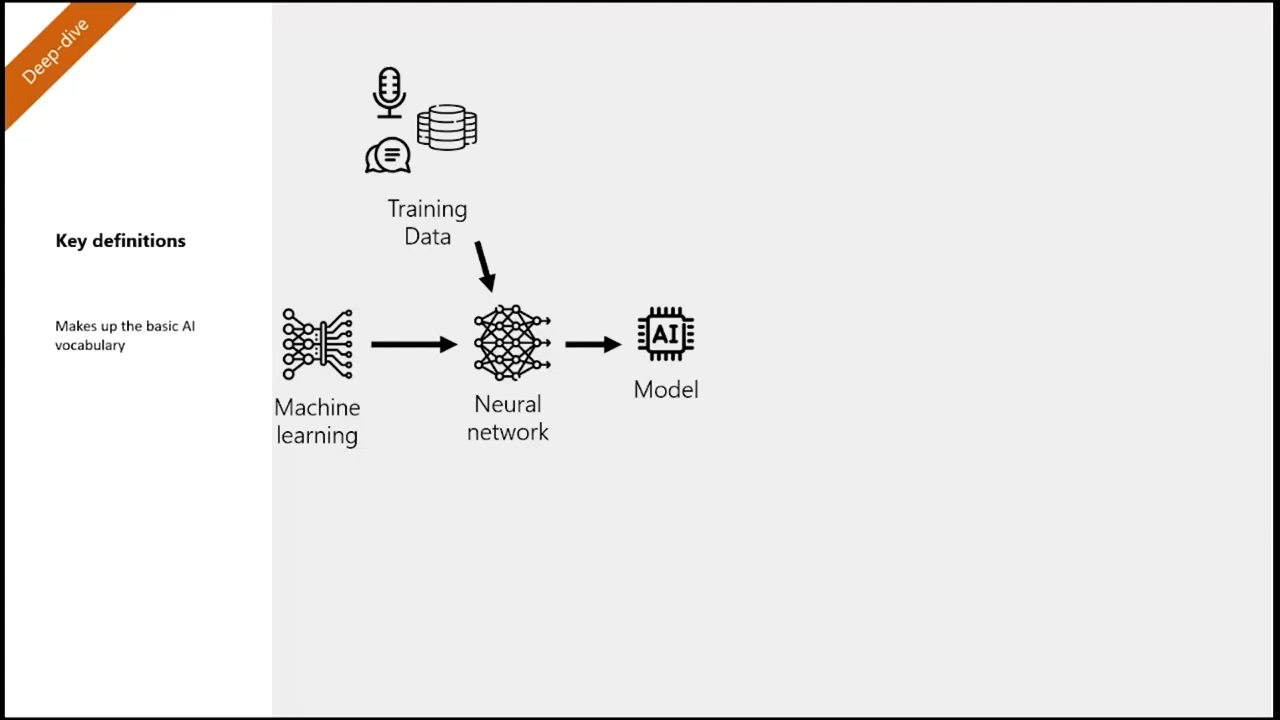 Deep-dive
Key definitions
Makes up the basic AI
vocabulary
Training
Data
Machine
learning
Neural
network
AI
Model